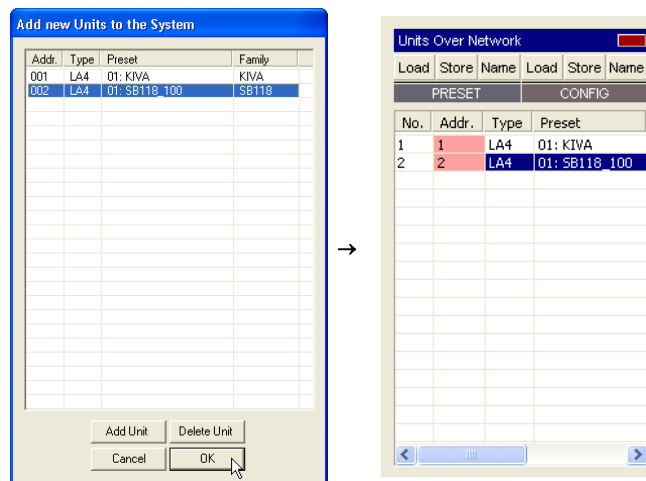 Add new Units to the System
Addr. Type Preset Family
001 LA4 01: KIVA KIVA
002 LA4 01: SB118_100 SB118
Add Unit Delete Unit
Cancel OK
→
Units Over Network
Load Store Name Load Store Name
PRESET CONFIG
No. Addr. Type Preset
1 1 LA4 01: KIVA
2 2 LA4 01: SB118_100